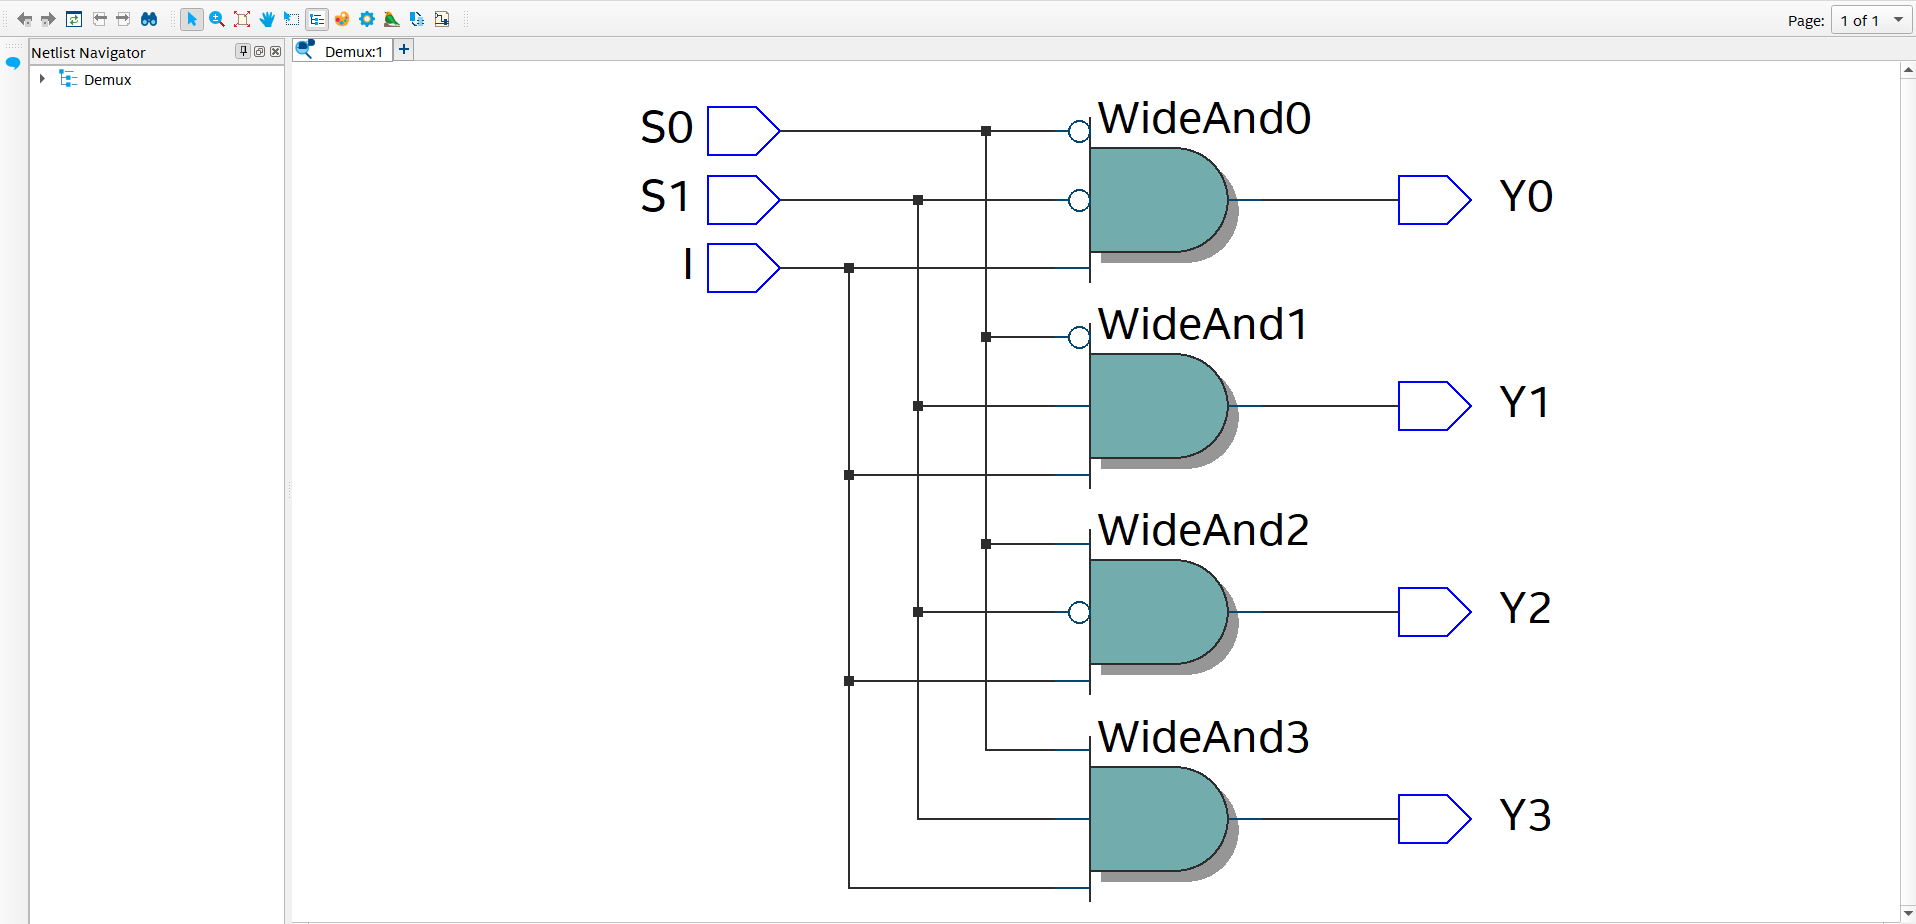 Page: 1 of 1
Netlist Navigator
Demux:1
Demux
S0
WideAnd0
S1
Y0
I
WideAnd1
Y1
WideAnd2
Y2
WideAnd3
Y3